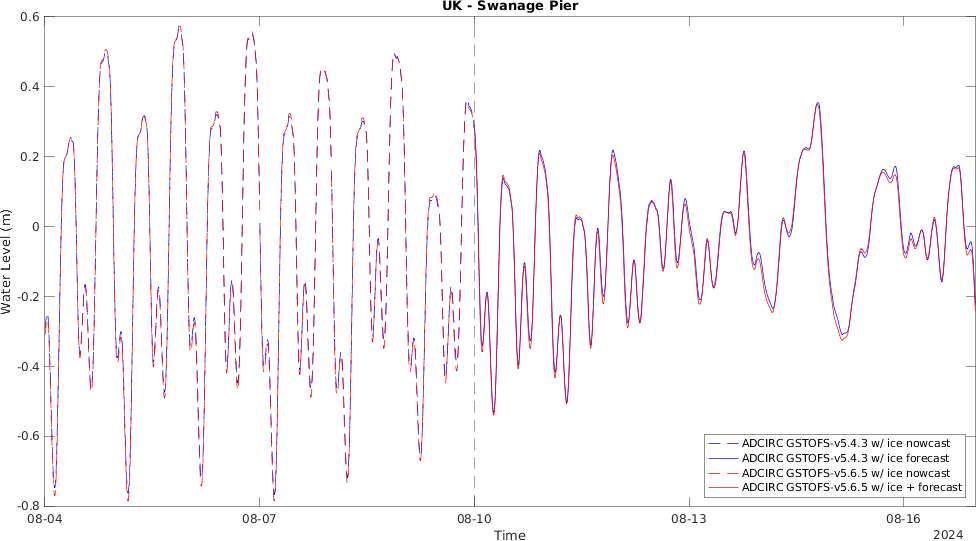 UK - Swanage Pier
0.6
0.4
0.2
0
-0.2
-0.4
-0.6
-0.8
Water Level (m)
08-04
08-07
08-10
08-13
08-16
Time
2024
ADCIRC GSTOFS-v5.4.3 w/ ice nowcast
ADCIRC GSTOFS-v5.4.3 w/ ice forecast
ADCIRC GSTOFS-v5.6.5 w/ ice nowcast
ADCIRC GSTOFS-v5.6.5 w/ ice + forecast